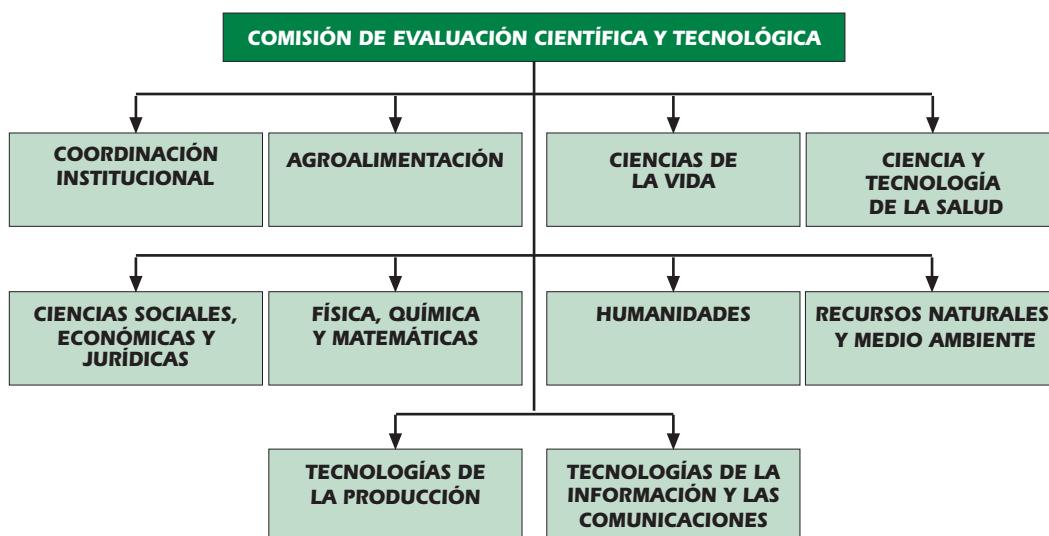 COMISIÓN DE EVALUACIÓN CIENTÍFICA Y TECNOLÓGICA
COORDINACIÓN
INSTITUCIONAL
AGROALIMENTACIÓN
CIENCIAS DE
LA VIDA
CIENCIA Y
TECNOLOGÍA
DE LA SALUD
CIENCIAS SOCIALES,
ECONÓMICAS Y
JURÍDICAS
FÍSICA, QUÍMICA
Y MATEMÁTICAS
HUMANIDADES
RECURSOS NATURALES
Y MEDIO AMBIENTE
TECNOLOGÍAS DE
LA PRODUCCIÓN
TECNOLOGÍAS DE LA
INFORMACIÓN Y LAS
COMUNICACIONES